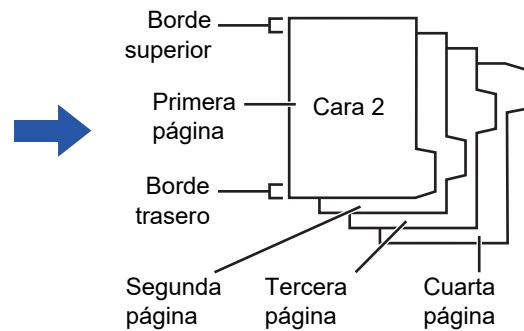 Borde
superior
Primera
página
Cara 2
Borde
trasero
Segunda
página
Tercera
página
Cuarta
página